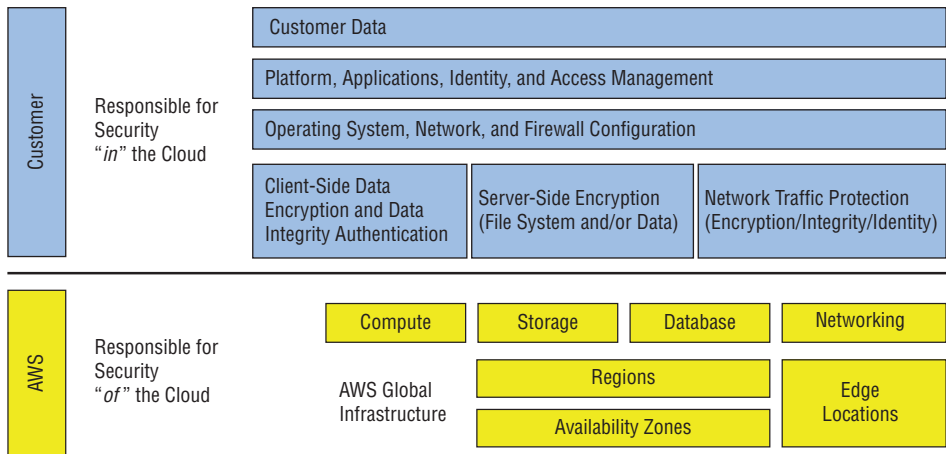 Customer
Responsible for
Security
“in” the Cloud
Customer Data
Platform, Applications, Identity, and Access Management
Operating System, Network, and Firewall Configuration
Client-Side Data
Encryption and Data
Integrity Authentication
Server-Side Encryption
(File System and/or Data)
Network Traffic Protection
(Encryption/Integrity/Identity)
AWS
Responsible for
Security
“of” the Cloud
Compute
Storage
Database
Networking
AWS Global
Infrastructure
Regions
Availability Zones
Edge
Locations